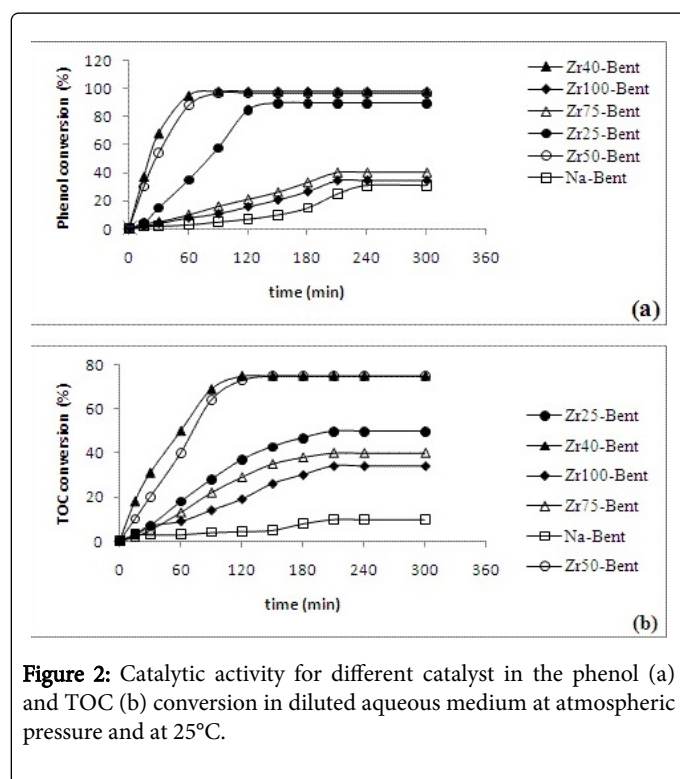 120
100
80
60
40
20
0
Phenol conversion (%)
0 60 120 180 240 300 360
time (min)
Zr40-Bent
Zr100-Bent
Zr75-Bent
Zr25-Bent
Zr50-Bent
Na-Bent
(a)
80
60
40
20
0
TOC conversion (%)
0 60 120 180 240 300 360
time (min)
Zr25-Bent
Zr40-Bent
Zr100-Bent
Zr75-Bent
Na-Bent
Zr50-Bent
(b)
Figure 2: Catalytic activity for different catalyst in the phenol (a)
and TOC (b) conversion in diluted aqueous medium at atmospheric
pressure and at 25°C.